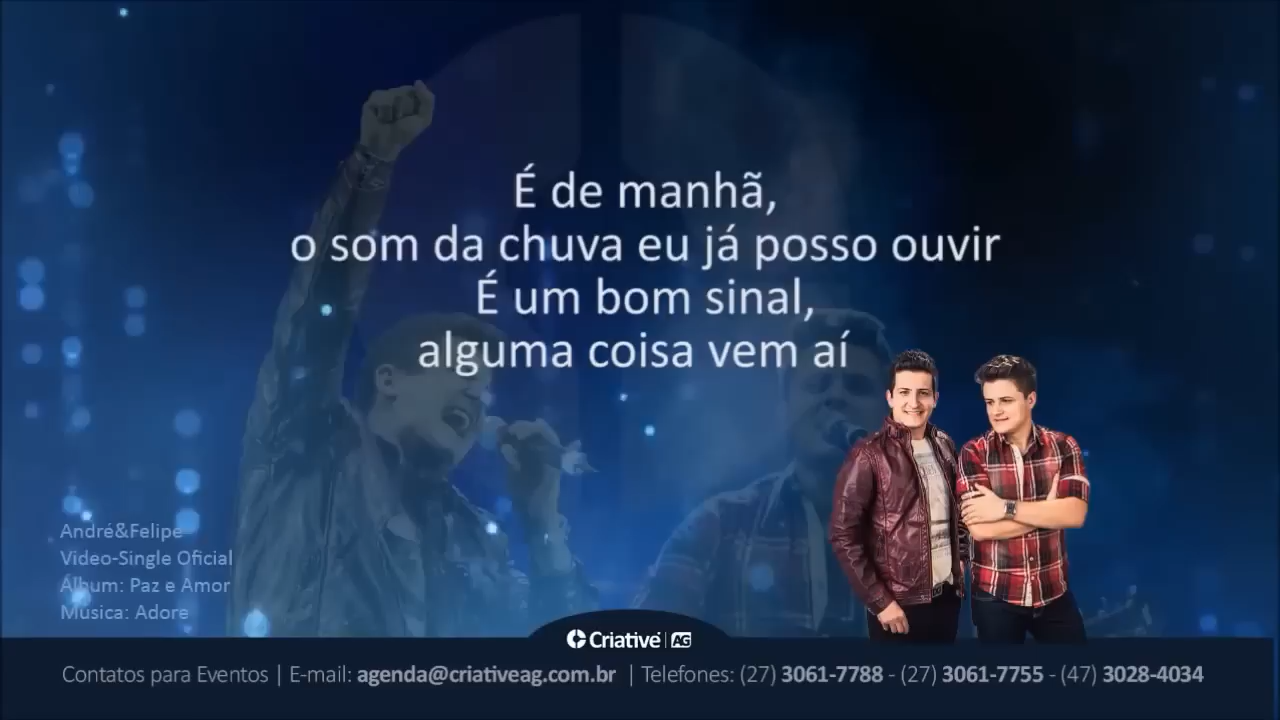 É de manhã,
o som da chuva eu já posso ouvir
É um bom sinal,
alguma coisa vem aí
André&Felipe
Video-Single Oficial
Álbum: Paz e Amor
Música: Adore
Criative AG
Contatos para Eventos | E-mail: agenda@criativeag.com.br | Telefones: (27) 3061-7788 - (27) 3061-7755 - (47) 3028-4034